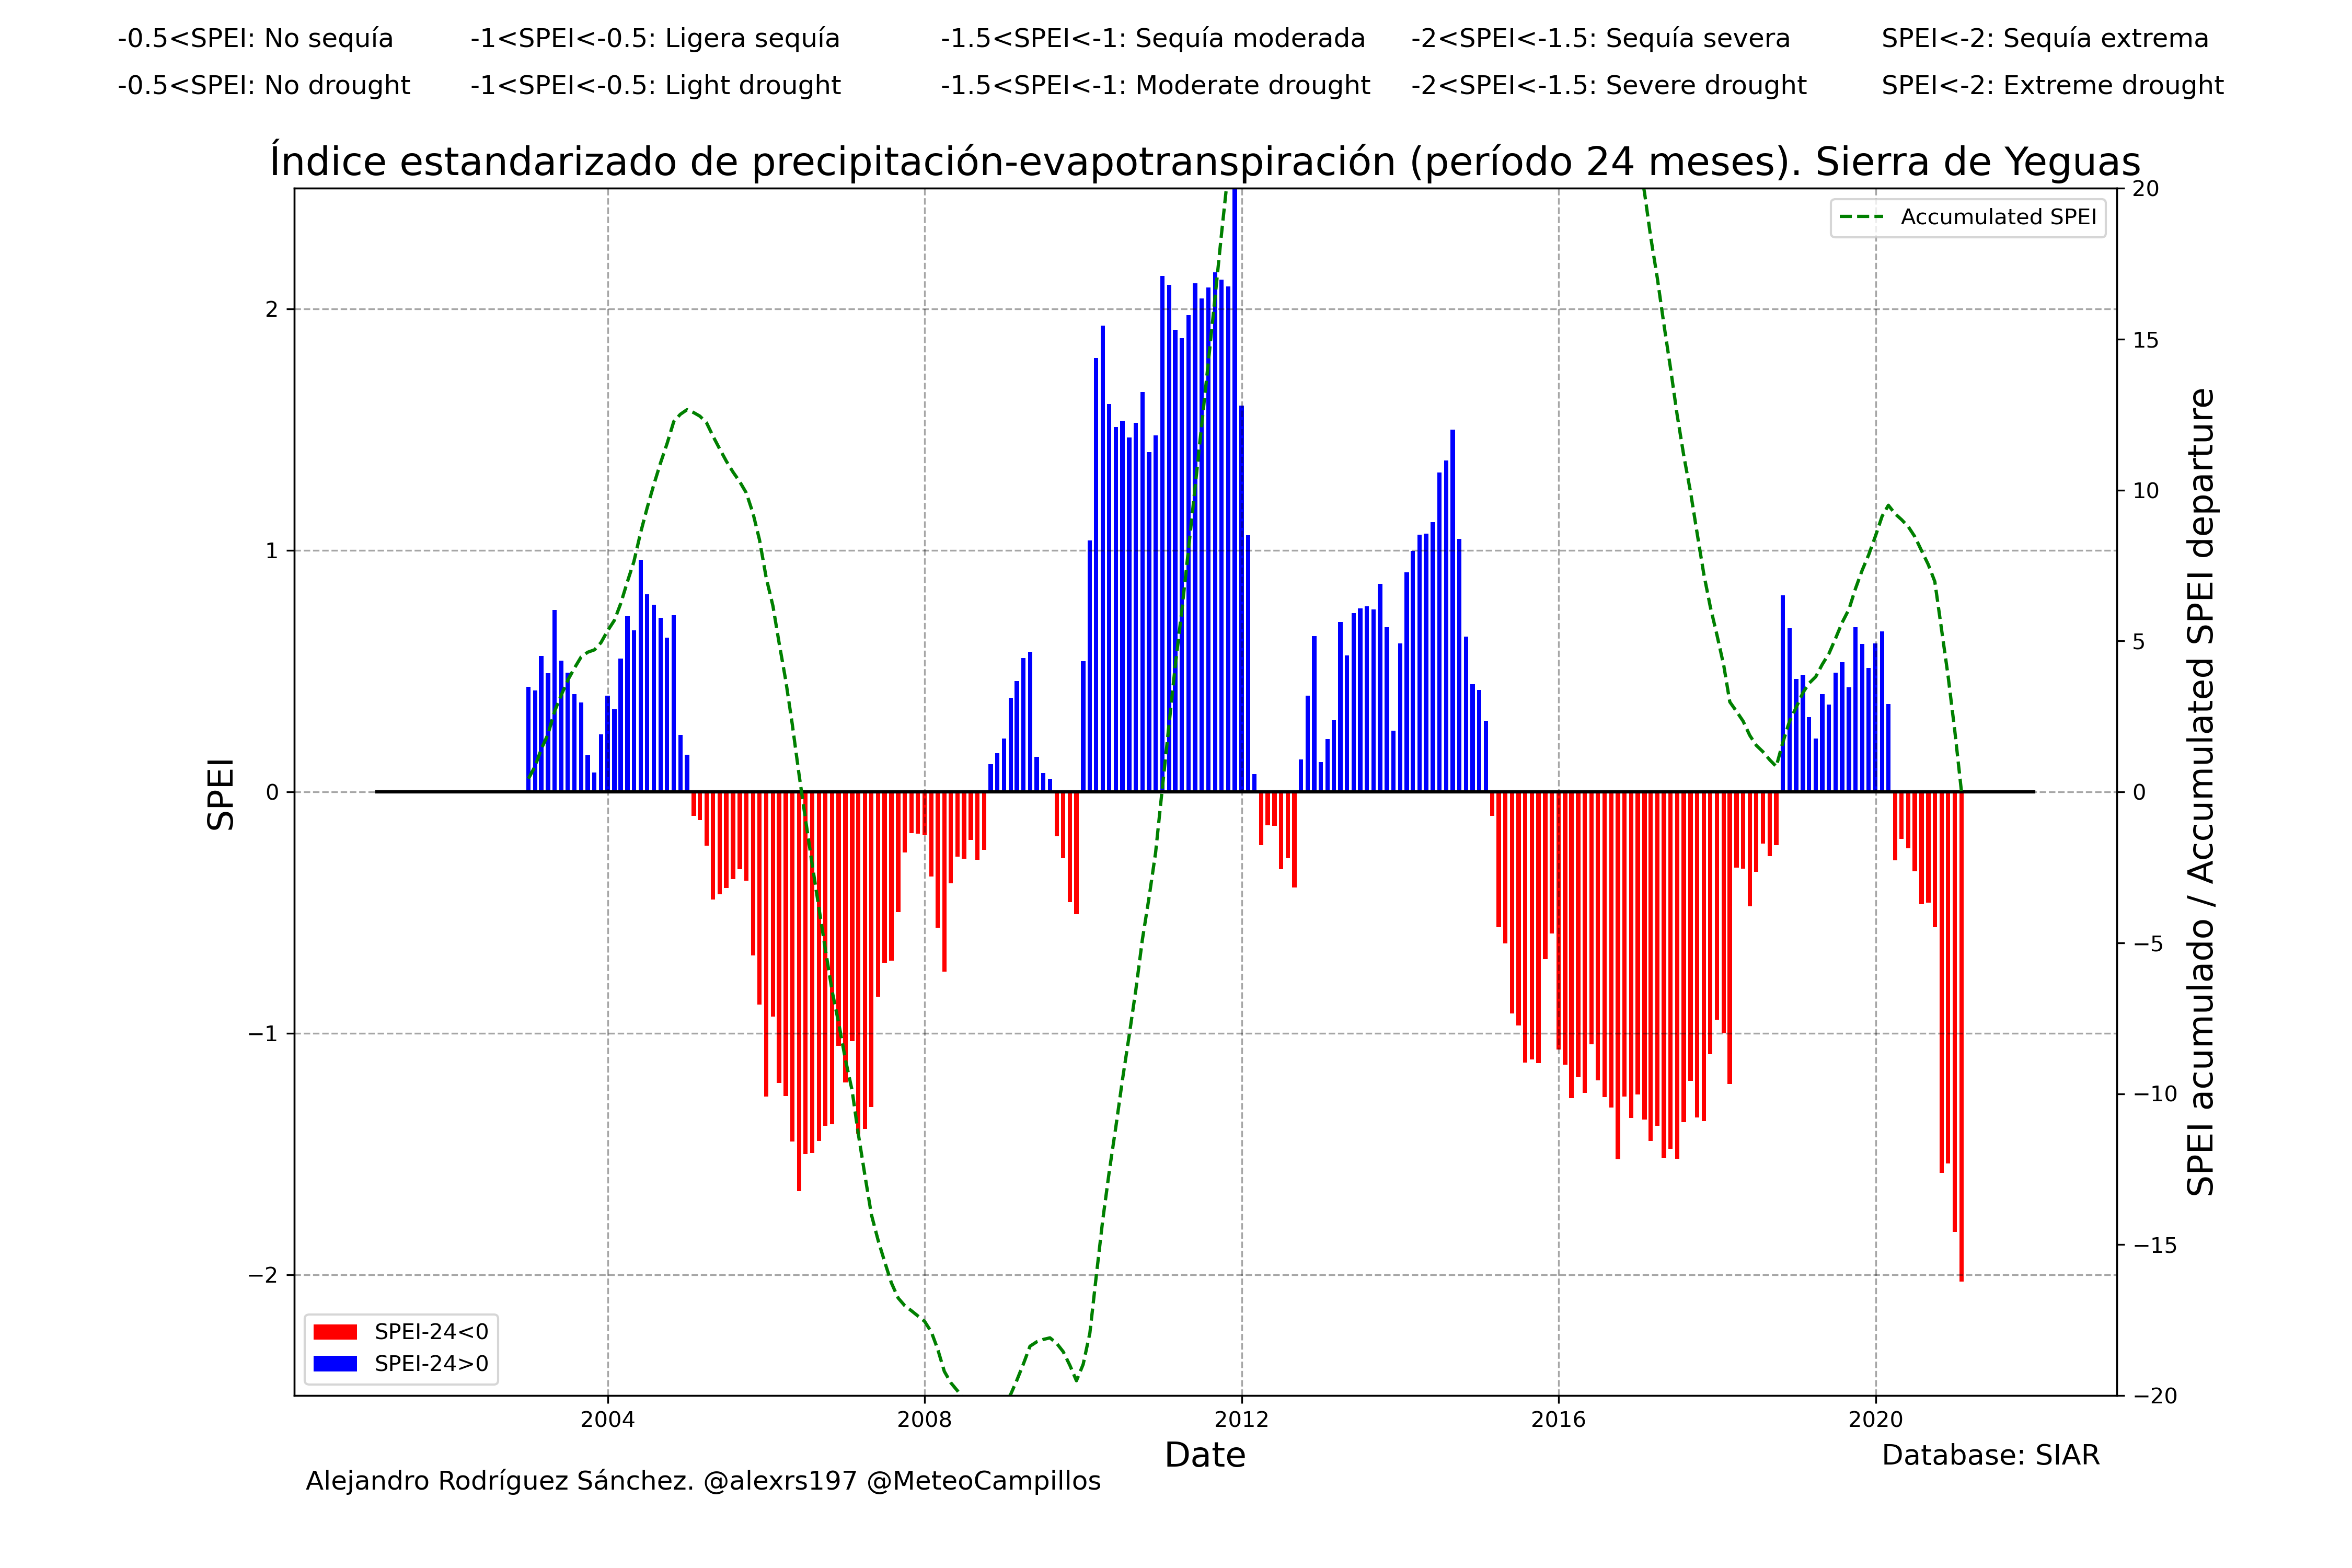 -0.5<SPEI: No sequía -1<SPEI<-0.5: Ligera sequía -1.5<SPEI<-1: Sequía moderada -2<SPEI<-1.5: Sequía severa SPEI<-2: Sequía extrema
-0.5<SPEI: No drought -1<SPEI<-0.5: Light drought -1.5<SPEI<-1: Moderate drought -2<SPEI<-1.5: Severe drought SPEI<-2: Extreme drought
Índice estandarizado de precipitación-evapotranspiración (período 24 meses). Sierra de Yeguas
Accumulated SPEI
SPEI
2
1
0
−1
−2
20
15
10
5
0
−5
−10
−15
−20
SPEI acumulado / Accumulated SPEI departure
SPEI-24<0
SPEI-24>0
2004 2008 2012 2016 2020
Date
Database: SIAR
Alejandro Rodríguez Sánchez. @alexrs197 @MeteoCampillos